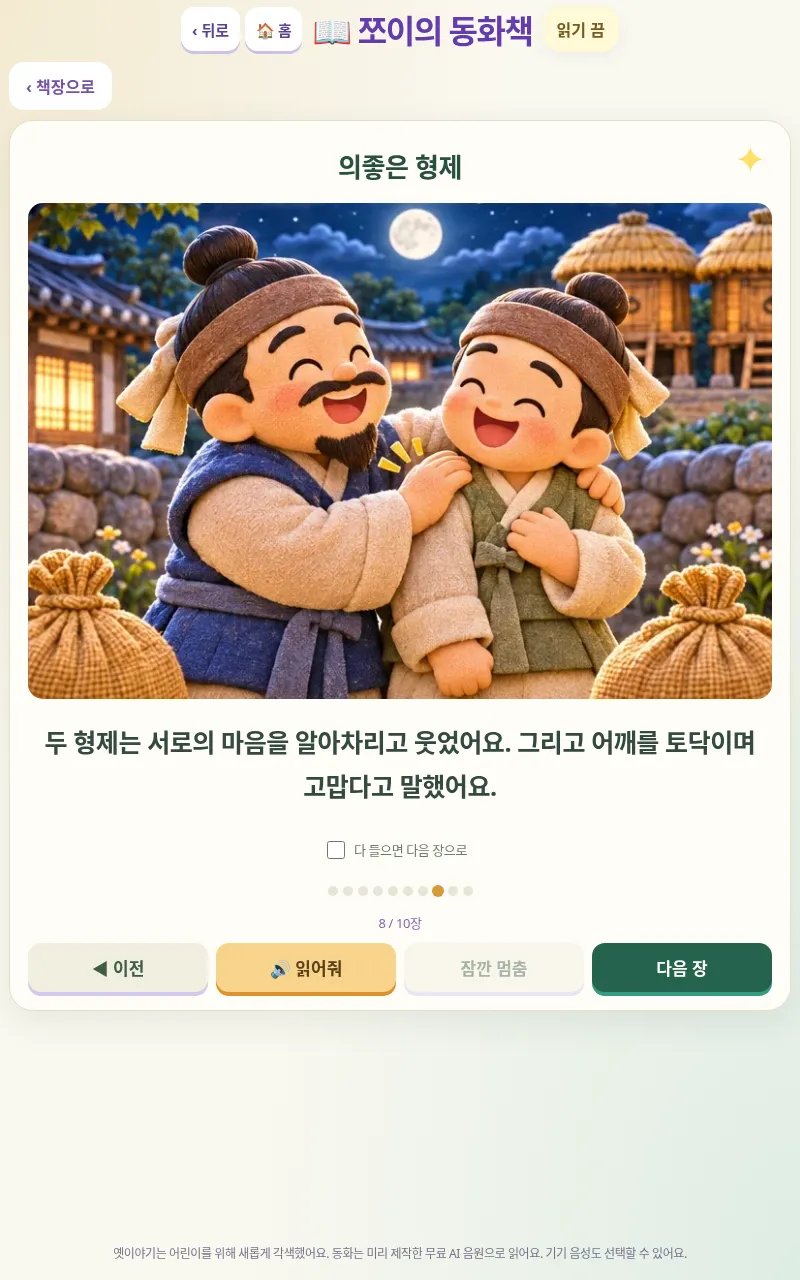 ‹ 뒤로
🏠 홈
📖 쪼이의 동화책
읽기 끔
‹ 책장으로
의좋은 형제
두 형제는 서로의 마음을 알아차리고 웃었어요. 그리고 어깨를 토닥이며
고맙다고 말했어요.
다 들으면 다음 장으로
8 / 10장
◀ 이전
🔊 읽어줘
잠깐 멈춤
다음 장
옛이야기는 어린이를 위해 새롭게 각색했어요. 동화는 미리 제작한 무료 AI 음원으로 읽어요. 기기 음성도 선택할 수 있어요.